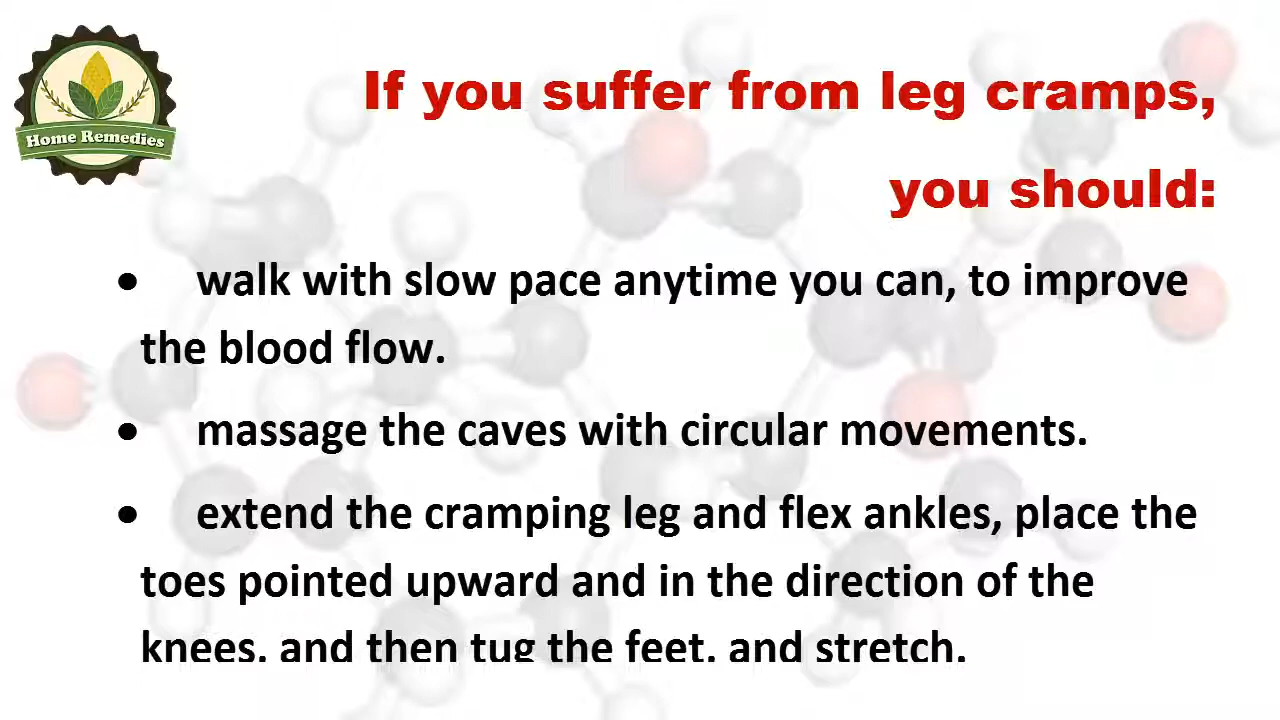 Home Remedies
If you suffer from leg cramps,
you should:
• walk with slow pace anytime you can, to improve
the blood flow.
• massage the caves with circular movements.
• extend the cramping leg and flex ankles, place the
toes pointed upward and in the direction of the
knees, and then tug the feet, and stretch.